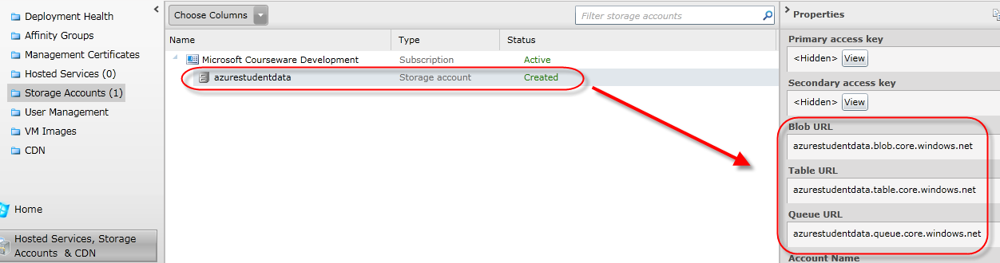 Deployment Health
Affinity Groups
Management Certificates
Hosted Services (0)
Storage Accounts (1)
User Management
VM Images
CDN
Home
Hosted Services, Storage
Accounts & CDN
Choose Columns
Filter storage accounts
Name Type Status
Microsoft Courseware Development Subscription Active
azurestudentdata Storage account Created
Properties
Primary access key
<Hidden> View
Secondary access key
<Hidden> View
Blob URL
azurestudentdata.blob.core.windows.net
Table URL
azurestudentdata.table.core.windows.net
Queue URL
azurestudentdata.queue.core.windows.net
Account Name